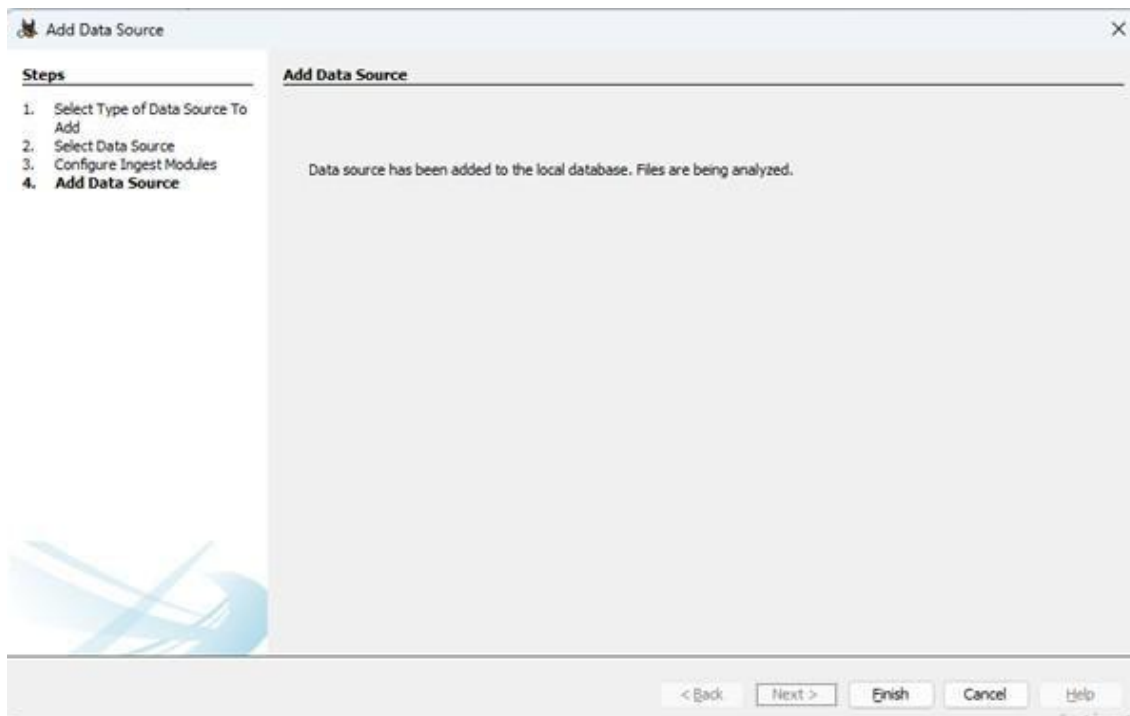 Add Data Source
Steps
1. Select Type of Data Source To
Add
2. Select Data Source
3. Configure Ingest Modules
4. Add Data Source
Add Data Source
Data source has been added to the local database. Files are being analyzed.
< Back Next > Finish Cancel Help